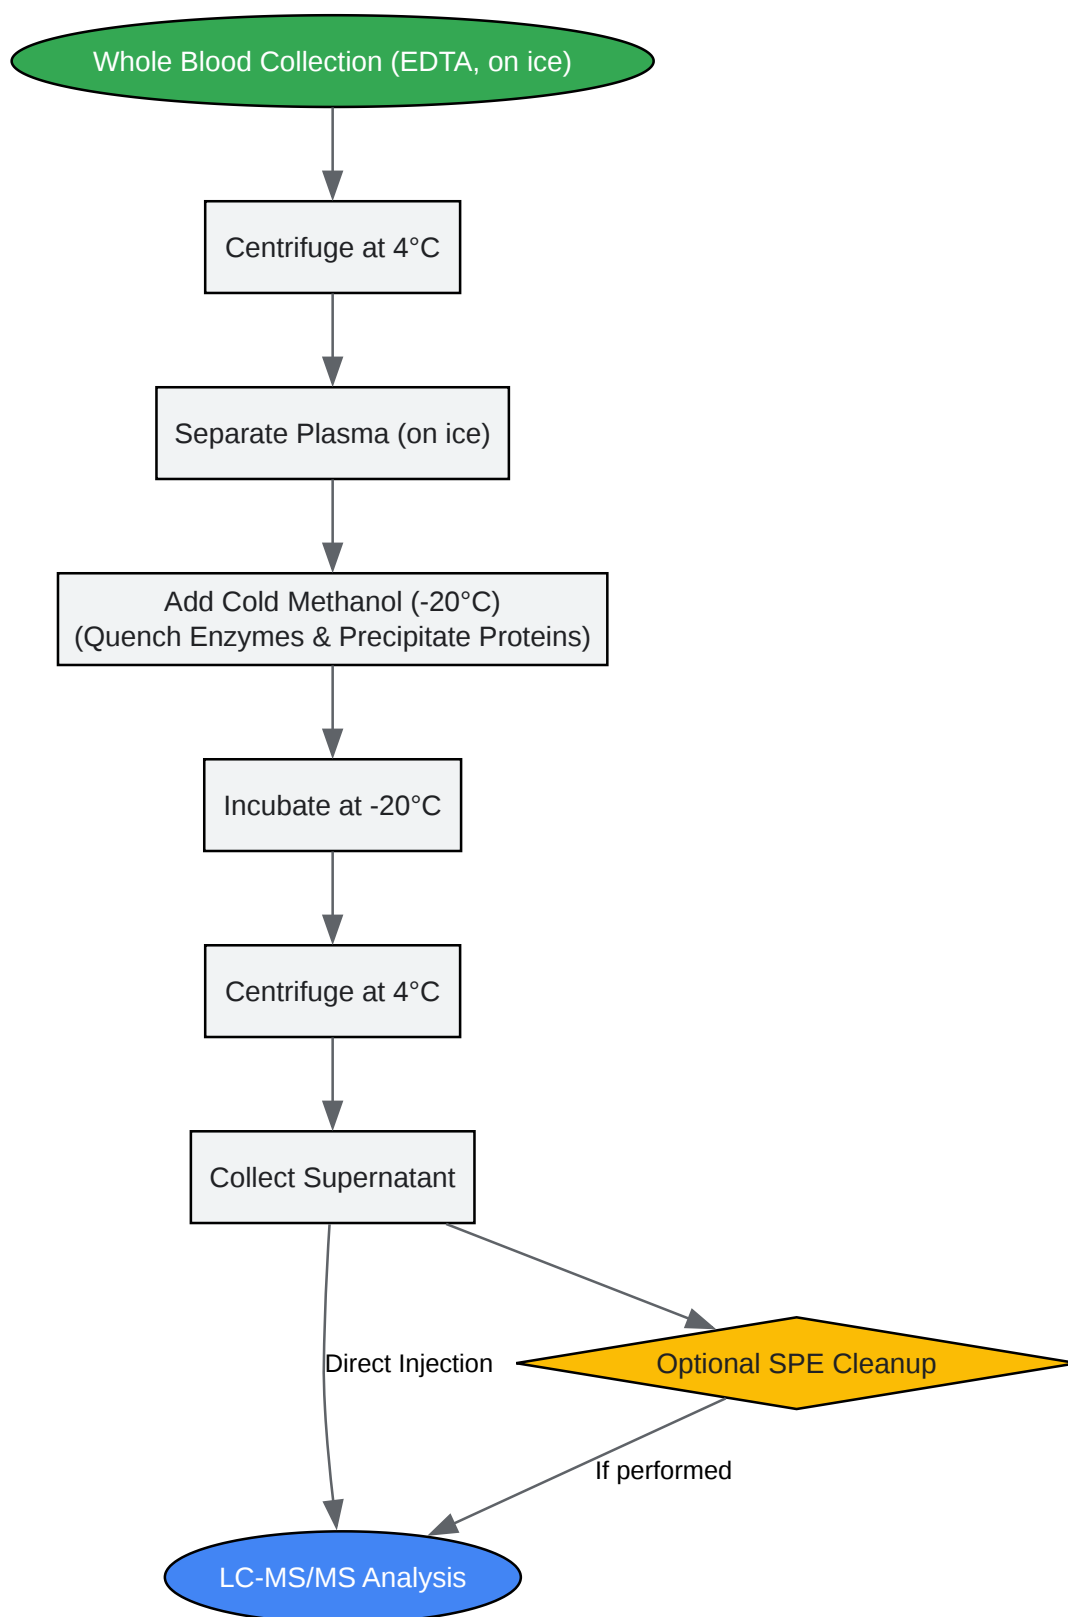 Whole Blood Collection (EDTA, on ice)
Centrifuge at 4°C
Separate Plasma (on ice)
Add Cold Methanol (-20°C)
(Quench Enzymes & Precipitate Proteins)
Incubate at -20°C
Centrifuge at 4°C
Collect Supernatant
Direct Injection
Optional SPE Cleanup
If performed
LC-MS/MS Analysis